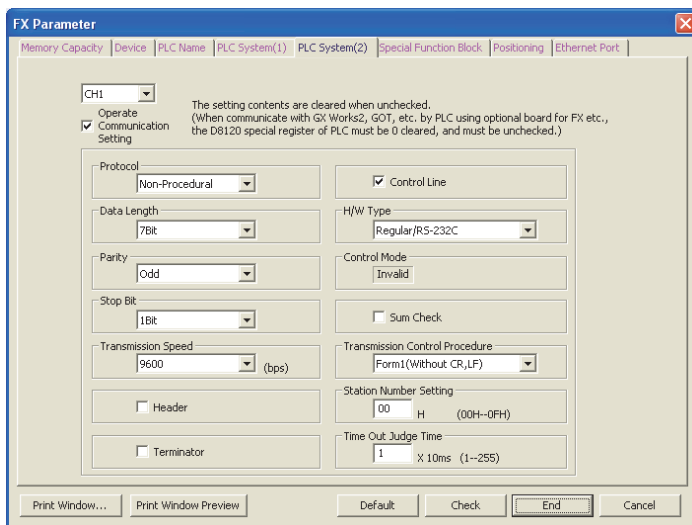 FX Parameter
Memory Capacity Device PLC Name PLC System(1) PLC System(2) Special Function Block Positioning Ethernet Port
CH1
Operate
Communication
Setting
The setting contents are cleared when unchecked.
(When communicate with GX Works2, GOT, etc. by PLC using optional board for FX etc.,
the D8120 special register of PLC must be 0 cleared, and must be unchecked.)
Protocol
Non-Procedural
Control Line
Data Length
7Bit
H/W Type
Regular/RS-232C
Parity
Odd
Control Mode
Invalid
Stop Bit
1Bit
Sum Check
Transmission Speed
9600 (bps)
Transmission Control Procedure
Form1(Without CR,LF)
Header
Station Number Setting
00 H (00H--0FH)
Terminator
Time Out Judge Time
1 X 10ms (1--255)
Print Window... Print Window Preview Default Check End Cancel